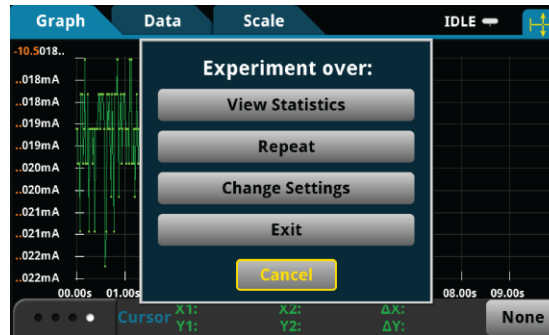 Graph Data Scale IDLE
-10.5018..
..018mA
..018mA
..019mA
..019mA
..020mA
..020mA
..021mA
..021mA
..022mA
..022mA
Experiment over:
View Statistics
Repeat
Change Settings
Exit
Cancel
00.00s 01.00s 08.00s 09.00s
Cursor X1: X2: ΔX:
Y1: Y2: ΔY:
None